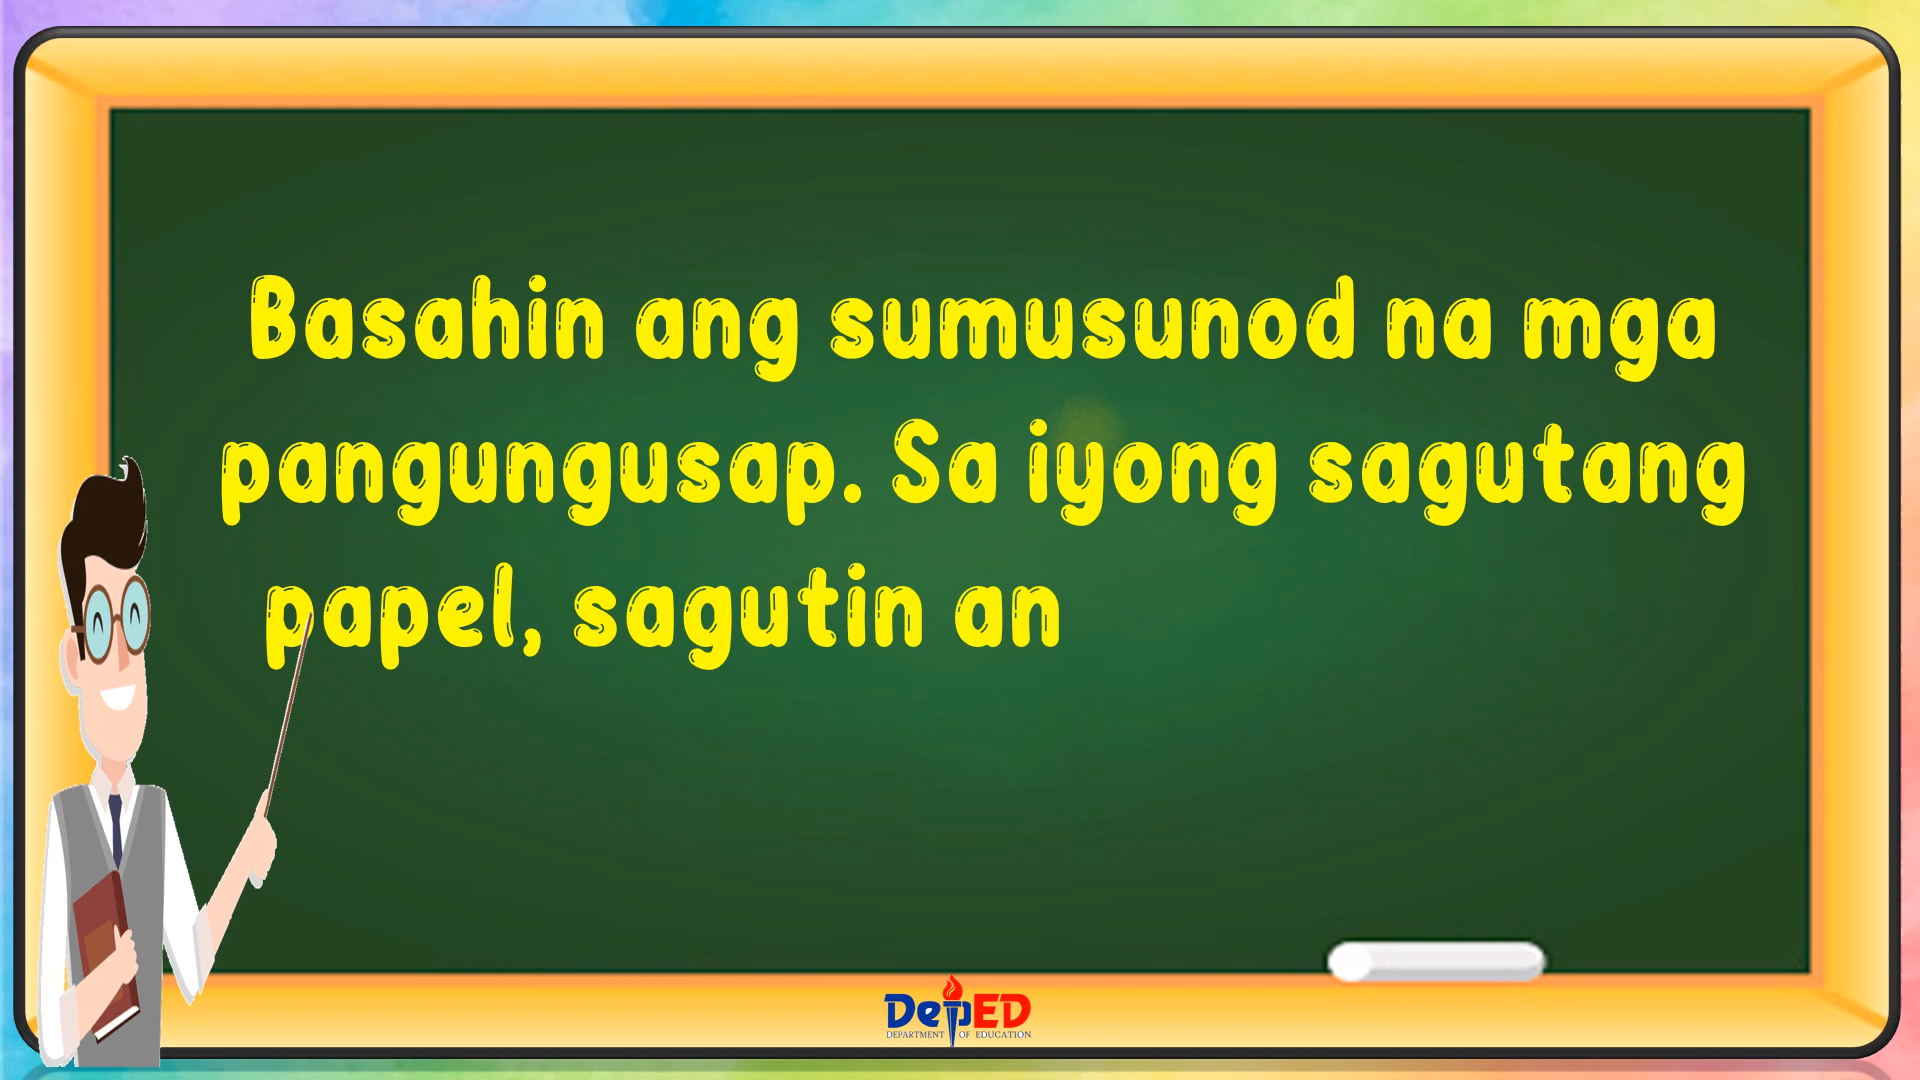 Basahin ang sumusunod na mga
pangungusap. Sa iyong sagutang
papel, sagutin an
DepED
DEPARTMENT OF EDUCATION